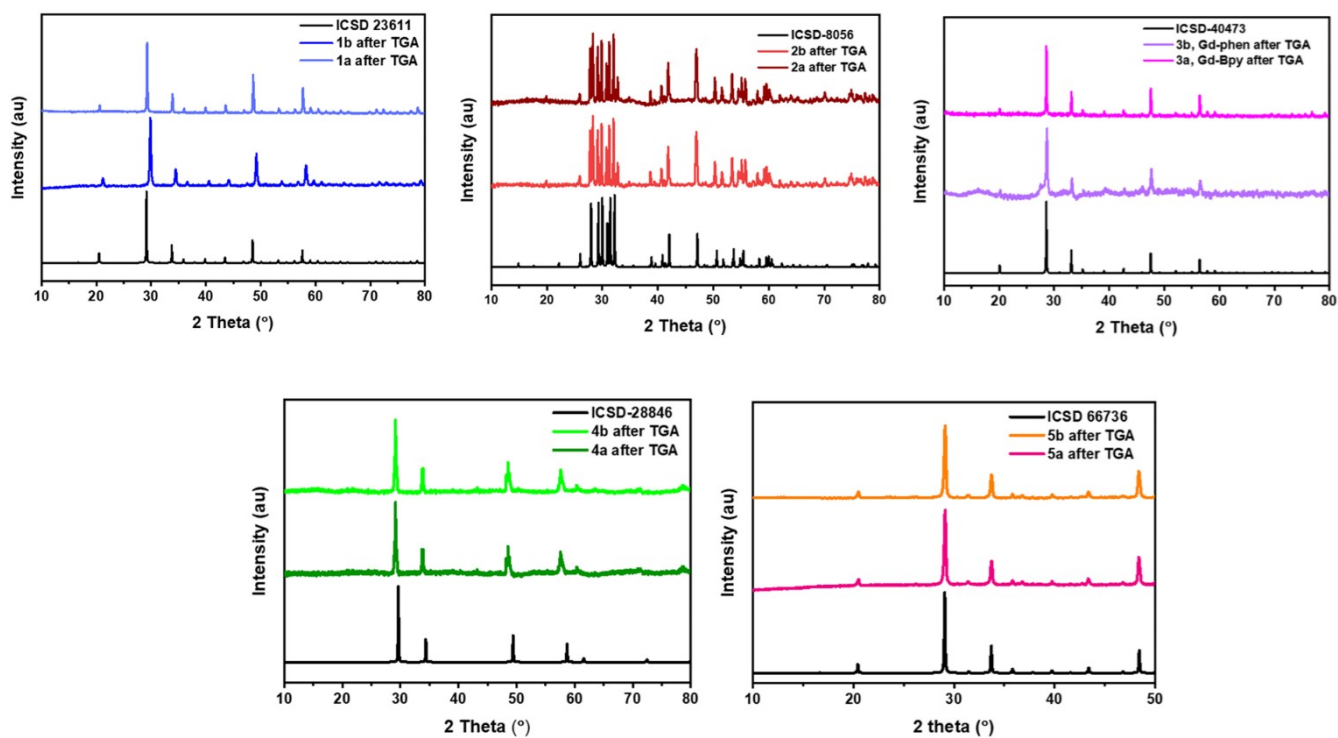 ICSD 23611
1b after TGA
1a after TGA
Intensity (au)
10 20 30 40 50 60 70 80
2 Theta (°)
ICSD-8056
2b after TGA
2a after TGA
Intensity (au)
10 20 30 40 50 60 70 80
2 Theta (°)
ICSD-40473
3b, Gd-phen after TGA
3a, Gd-Bpy after TGA
Intensity (au)
10 20 30 40 50 60 70 80
2 Theta (°)
ICSD-28846
4b after TGA
4a after TGA
Intensity (au)
10 20 30 40 50 60 70 80
2 Theta (°)
ICSD 66736
5b after TGA
5a after TGA
Intensity (au)
10 20 30 40 50
2 theta (°)